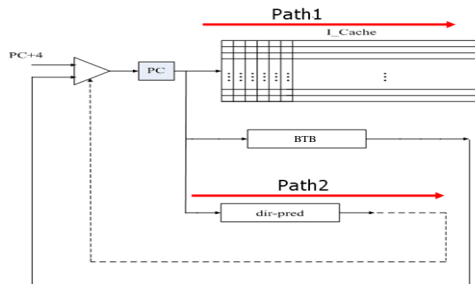 Path1
I_Cache
PC+4
PC
BTB
Path2
dir-pred